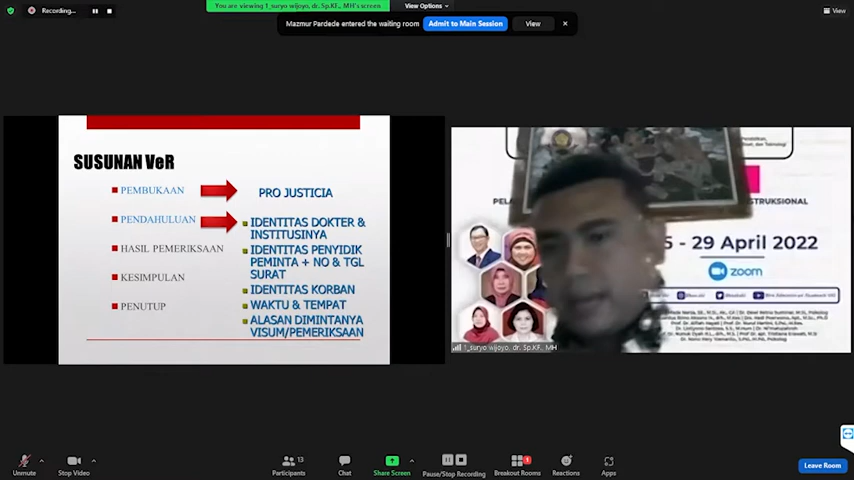 Recording...
You are viewing 1_suryo wijoyo, dr. Sp.KF., MH's screen
View Options
View
Mazmur Pardede entered the waiting room
Admit to Main Session
View
SUSUNAN VeR
PEMBUKAAN
PRO JUSTICIA
PENDAHULUAN
IDENTITAS DOKTER &
INSTITUSINYA
HASIL PEMERIKSAAN
IDENTITAS PENYIDIK
PEMINTA + NO & TGL
SURAT
KESIMPULAN
IDENTITAS KORBAN
PENUTUP
WAKTU & TEMPAT
ALASAN DIMINTANYA
VISUM/PEMERIKSAAN
STRUKSIONAL
- 29 April 2022
zoom
1_suryo wijoyo, dr. Sp.KF., MH
Unmute
Stop Video
13
Participants
Chat
Share Screen
Pause/Stop Recording
1
Breakout Rooms
Reactions
Apps
Leave Room